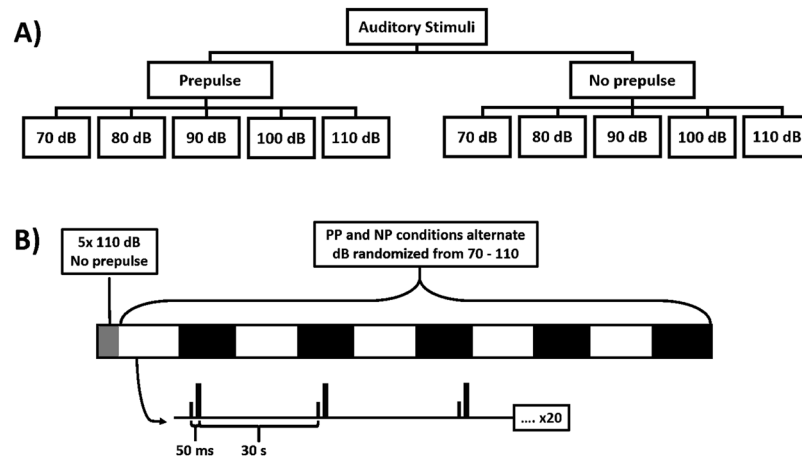 A)
Auditory Stimuli
Prepulse
No prepulse
70 dB
80 dB
90 dB
100 dB
110 dB
70 dB
80 dB
90 dB
100 dB
110 dB
B)
5x 110 dB
No prepulse
PP and NP conditions alternate
dB randomized from 70 - 110
50 ms
30 s
.... x20